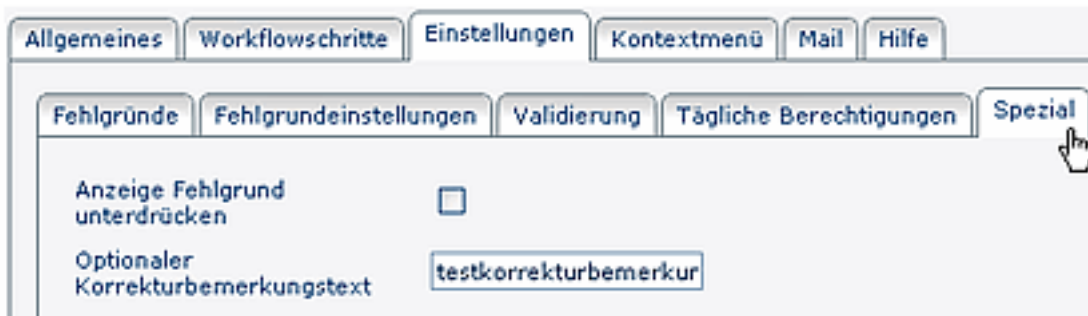 Allgemeines Workflowschritte Einstellungen Kontextmenü Mail Hilfe
Fehlgründe Fehlgrundeinstellungen Validierung Tägliche Berechtigungen Spezial
Anzeige Fehlgrund
unterdrücken
Optionaler
Korrekturbemerkungstext
testkorrekturbemerkur